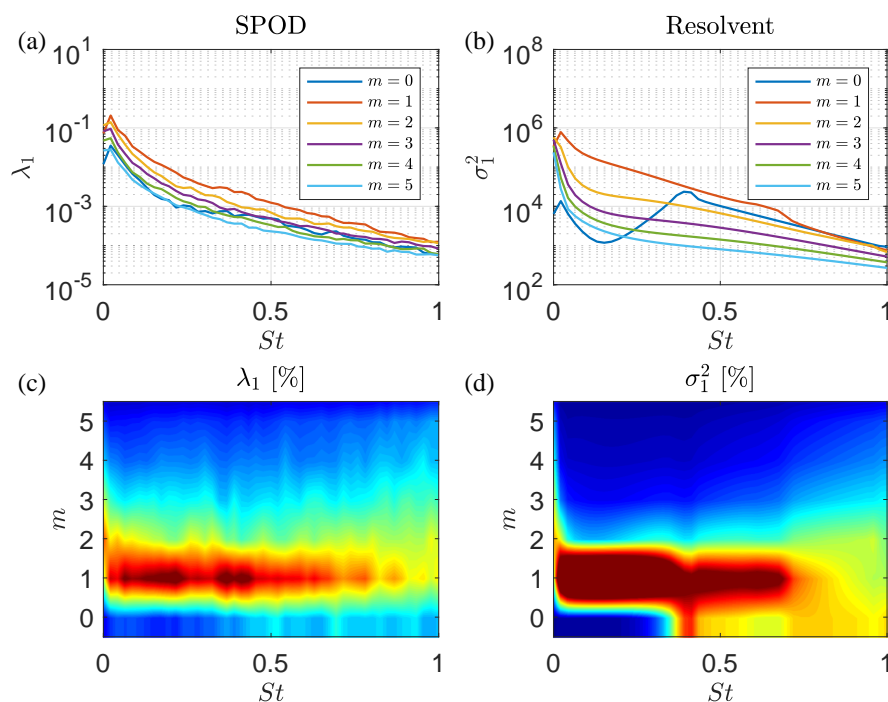 (a)
SPOD
10^1
10^-1
10^-3
10^-5
λ_1
m = 0
m = 1
m = 2
m = 3
m = 4
m = 5
0
0.5
1
St
(b)
Resolvent
10^8
10^6
10^4
10^2
σ_1^2
m = 0
m = 1
m = 2
m = 3
m = 4
m = 5
0
0.5
1
St
(c)
λ_1 [%]
5
4
3
2
1
0
m
0
0.5
1
St
(d)
σ_1^2 [%]
5
4
3
2
1
0
m
0
0.5
1
St